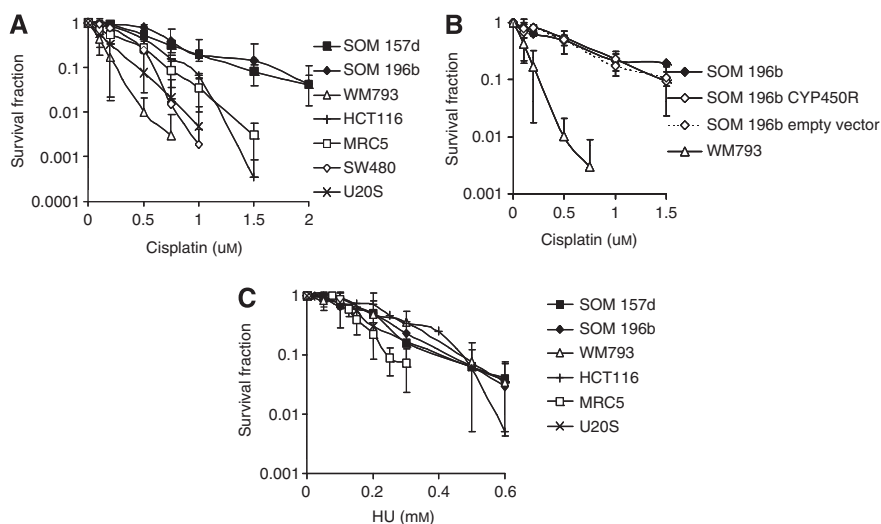 A
Survival fraction
1
0.1
0.01
0.001
0.0001
0
0.5
1
1.5
2
Cisplatin (uM)
SOM 157d
SOM 196b
WM793
HCT116
MRC5
SW480
U20S
B
Survival fraction
1
0.1
0.01
0.001
0
0.5
1
1.5
Cisplatin (uM)
SOM 196b
SOM 196b CYP450R
SOM 196b empty vector
WM793
C
Survival fraction
1
0.1
0.01
0.001
0
0.2
0.4
0.6
HU (mM)
SOM 157d
SOM 196b
WM793
HCT116
MRC5
U20S